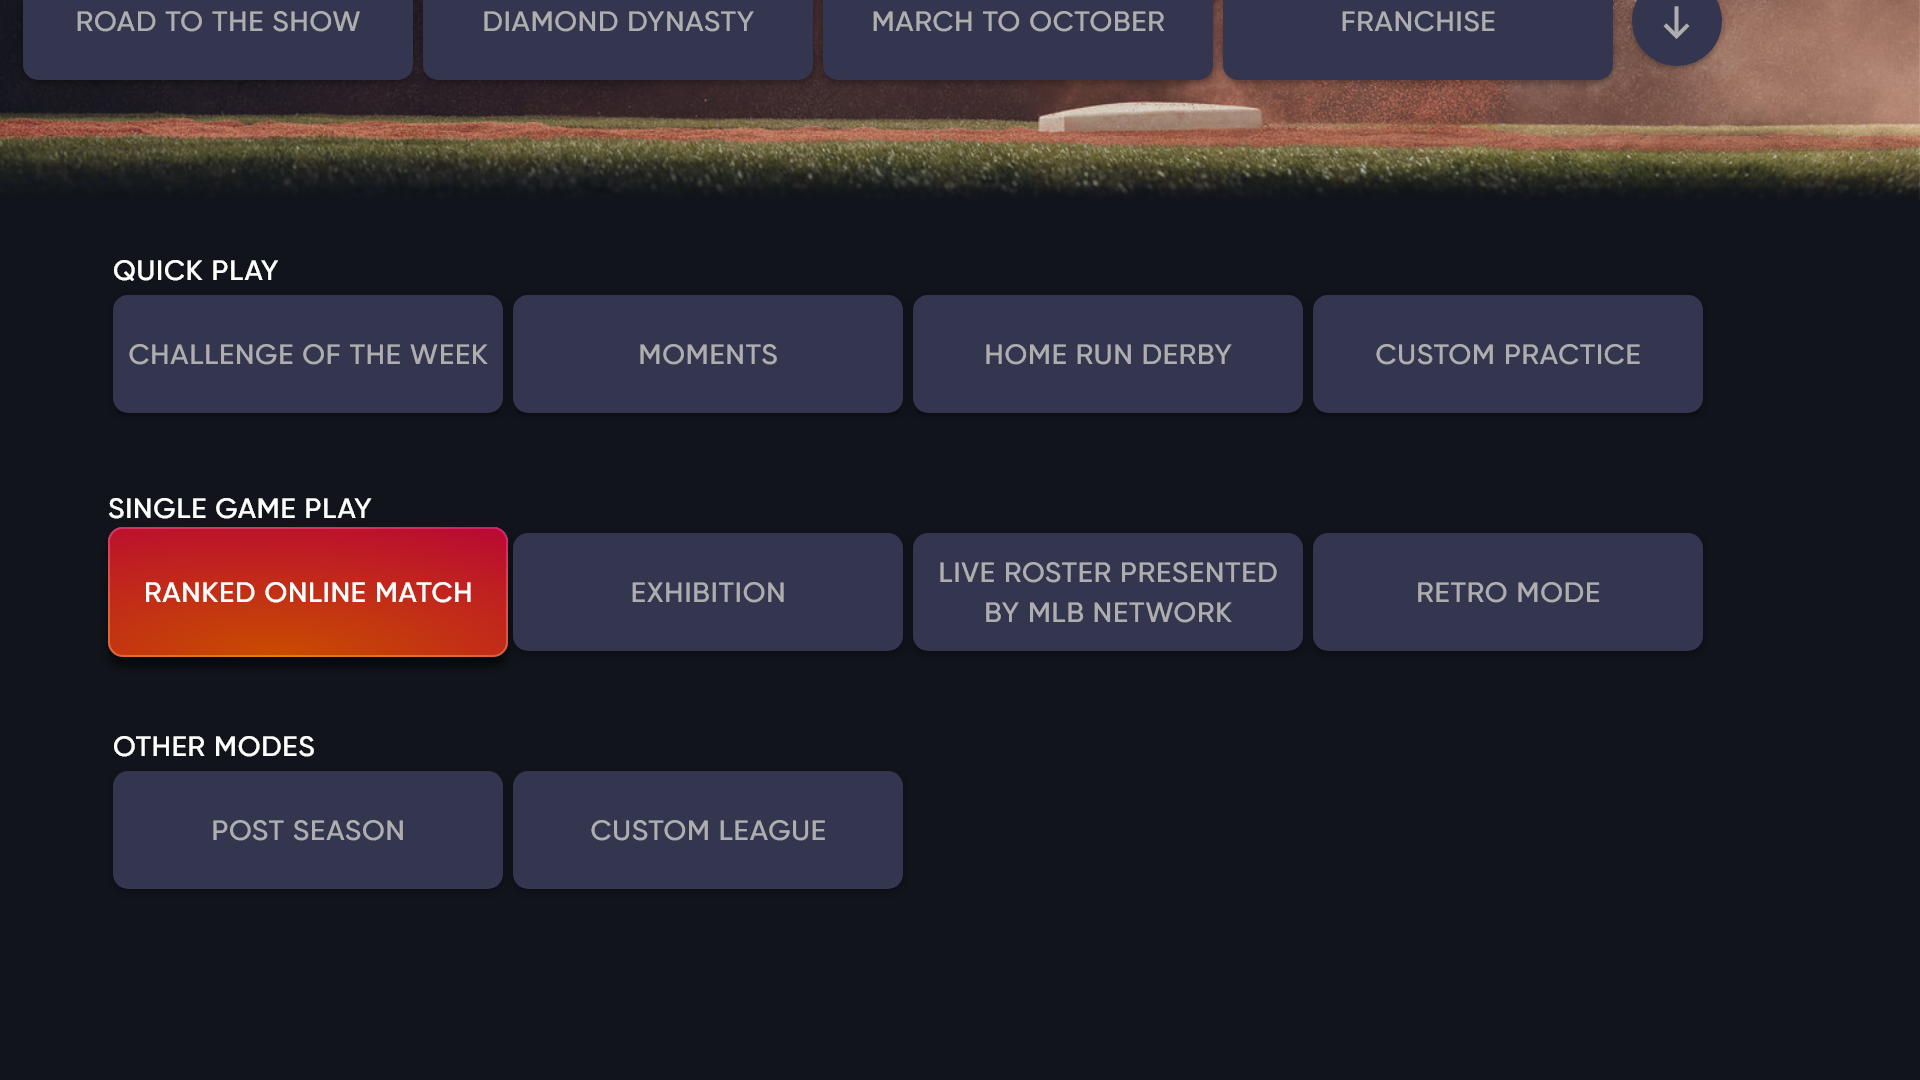 ROAD TO THE SHOW
DIAMOND DYNASTY
MARCH TO OCTOBER
FRANCHISE
QUICK PLAY
CHALLENGE OF THE WEEK
MOMENTS
HOME RUN DERBY
CUSTOM PRACTICE
SINGLE GAME PLAY
RANKED ONLINE MATCH
EXHIBITION
LIVE ROSTER PRESENTED
BY MLB NETWORK
RETRO MODE
OTHER MODES
POST SEASON
CUSTOM LEAGUE